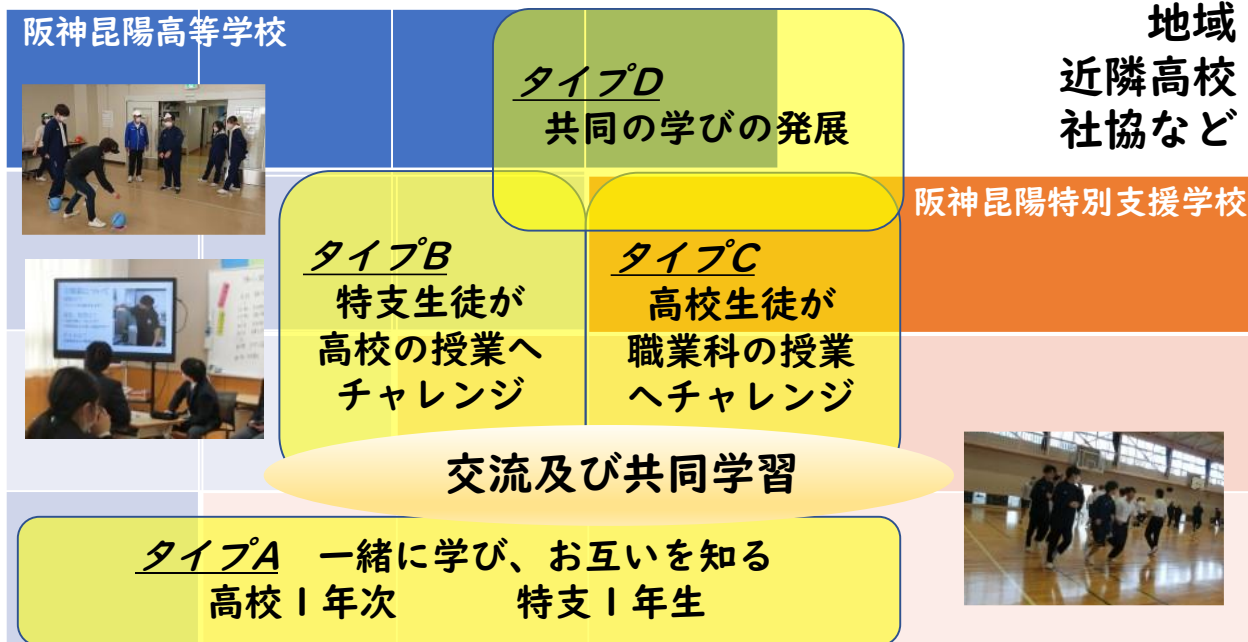 阪神昆陽高等学校
地域
近隣高校
社協など
タイプD
共同の学びの発展
阪神昆陽特別支援学校
タイプB
特支生徒が
高校の授業へ
チャレンジ
タイプC
高校生徒が
職業科の授業
へチャレンジ
交流及び共同学習
タイプA 一緒に学び、お互いを知る
高校1年次 特支1年生